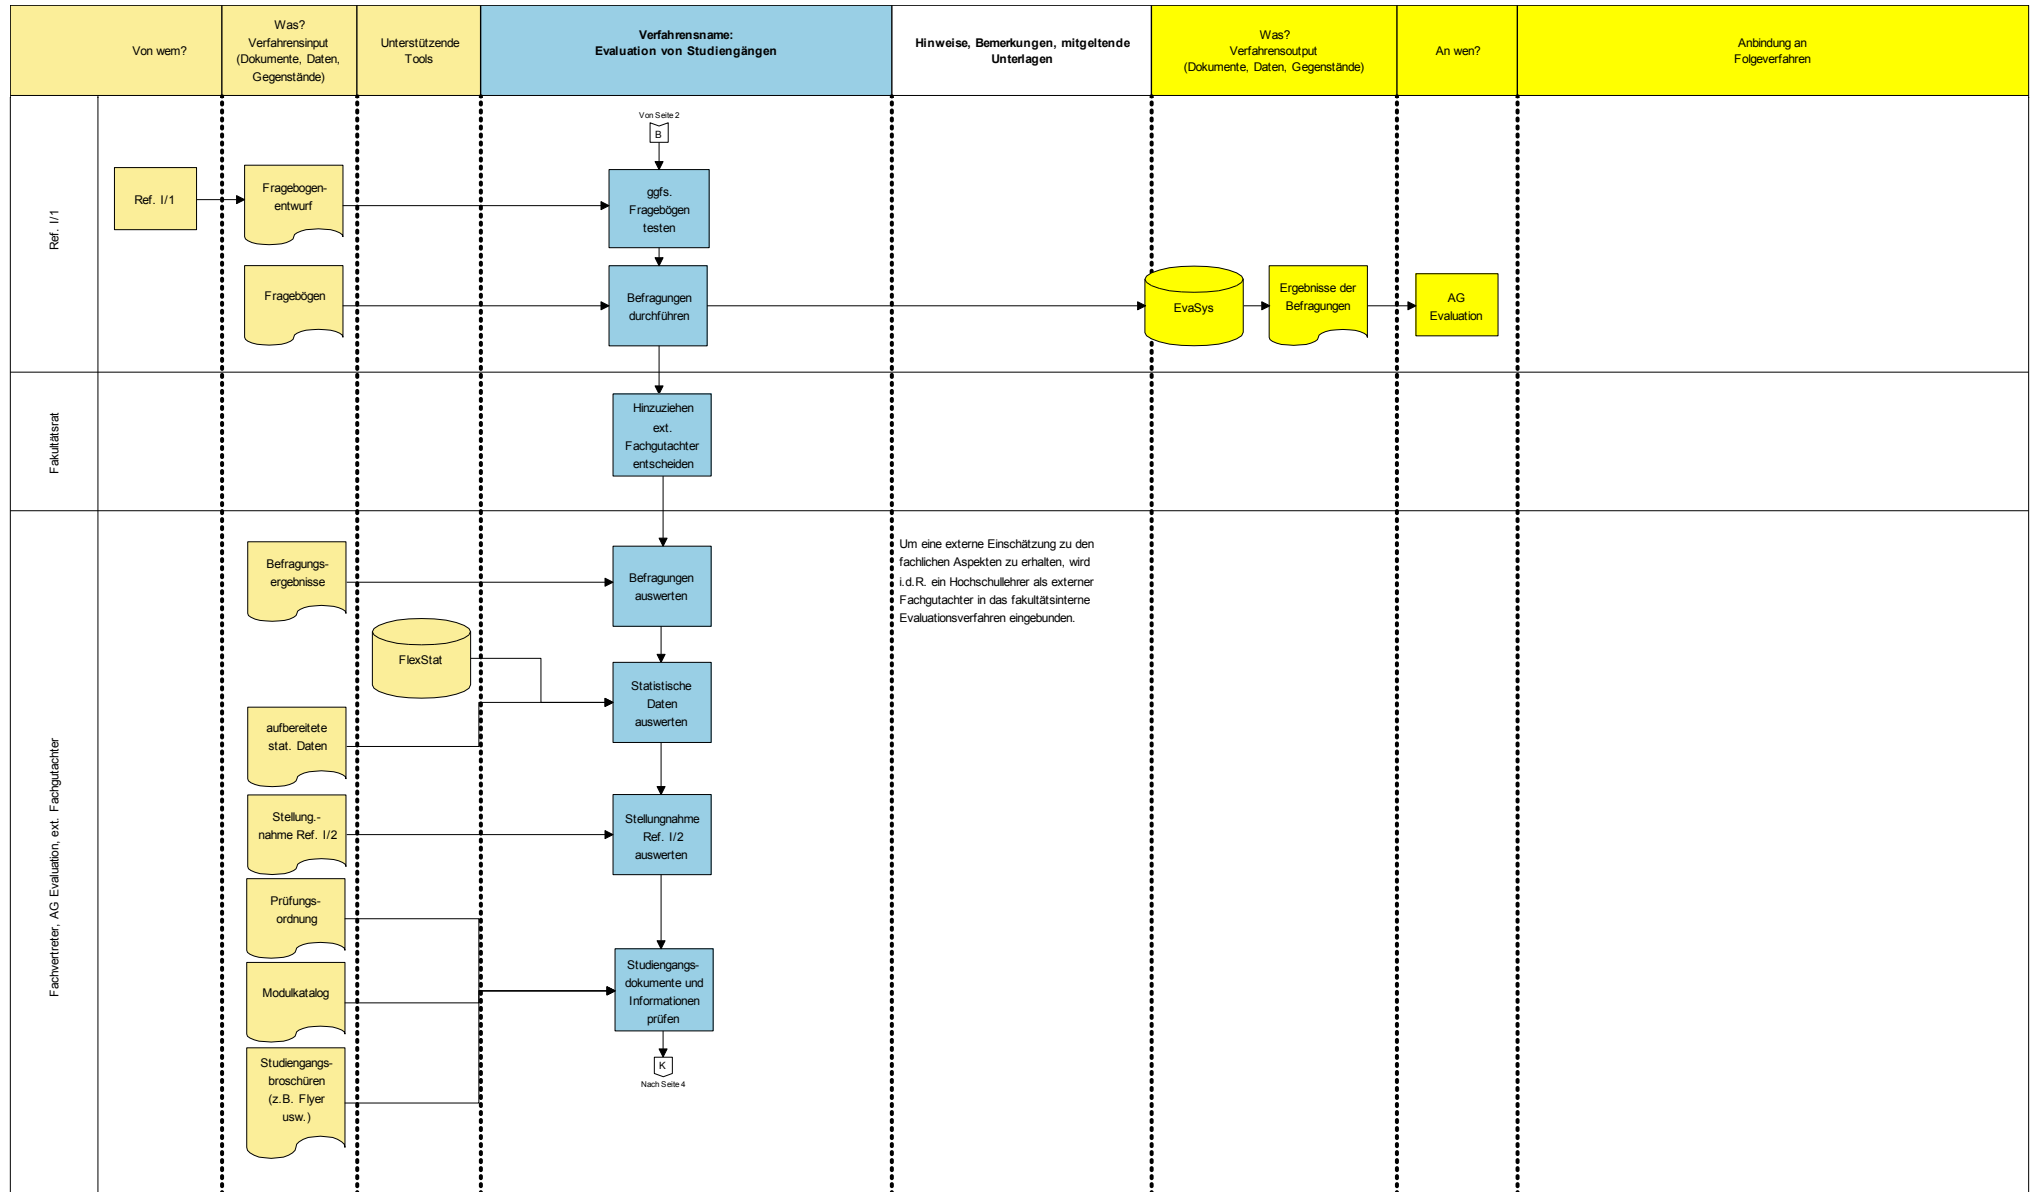 Von wem?
Was?
Verfahrensinput
(Dokumente, Daten,
Gegenstände)
Unterstützende
Tools
Verfahrensname:
Evaluation von Studiengängen
Hinweise, Bemerkungen, mitgeltende
Unterlagen
Was?
Verfahrensoutput
(Dokumente, Daten, Gegenstände)
An wen?
Anbindung an
Folgeverfahren
Ref. I/1
Von Seite 2
B
Ref. I/1
Fragebogen-
entwurf
ggfs.
Fragebögen
testen
Fragebögen
Befragungen
durchführen
EvaSys
Ergebnisse der
Befragungen
AG
Evaluation
Fakultätsrat
Hinzuziehen
ext.
Fachgutachter
entscheiden
Fachvertreter, AG Evaluation, ext. Fachgutachter
Befragungs-
ergebnisse
Befragungen
auswerten
Um eine externe Einschätzung zu den
fachlichen Aspekten zu erhalten, wird
i.d.R. ein Hochschullehrer als externer
Fachgutachter in das fakultätsinterne
Evaluationsverfahren eingebunden.
FlexStat
Statistische
Daten
auswerten
aufbereitete
stat. Daten
Stellung.-
nahme Ref. I/2
Stellungnahme
Ref. I/2
auswerten
Prüfungs-
ordnung
Modulkatalog
Studiengangs-
dokumente und
Informationen
prüfen
Studiengangs-
broschüren
(z.B. Flyer
usw.)
K
Nach Seite 4